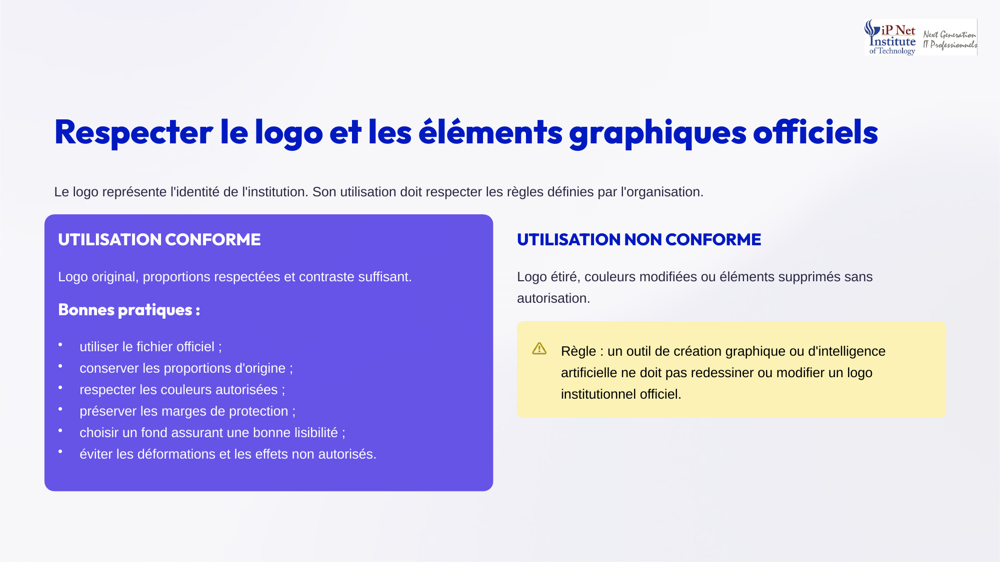 iP Net
Institute
of Technology
Next Generation
IT Professionnels
Respecter le logo et les éléments graphiques officiels
Le logo représente l'identité de l'institution. Son utilisation doit respecter les règles définies par l'organisation.
UTILISATION CONFORME
Logo original, proportions respectées et contraste suffisant.
Bonnes pratiques :
• utiliser le fichier officiel ;
• conserver les proportions d'origine ;
• respecter les couleurs autorisées ;
• préserver les marges de protection ;
• choisir un fond assurant une bonne lisibilité ;
• éviter les déformations et les effets non autorisés.
UTILISATION NON CONFORME
Logo étiré, couleurs modifiées ou éléments supprimés sans
autorisation.
Règle : un outil de création graphique ou d'intelligence
artificielle ne doit pas redessiner ou modifier un logo
institutionnel officiel.